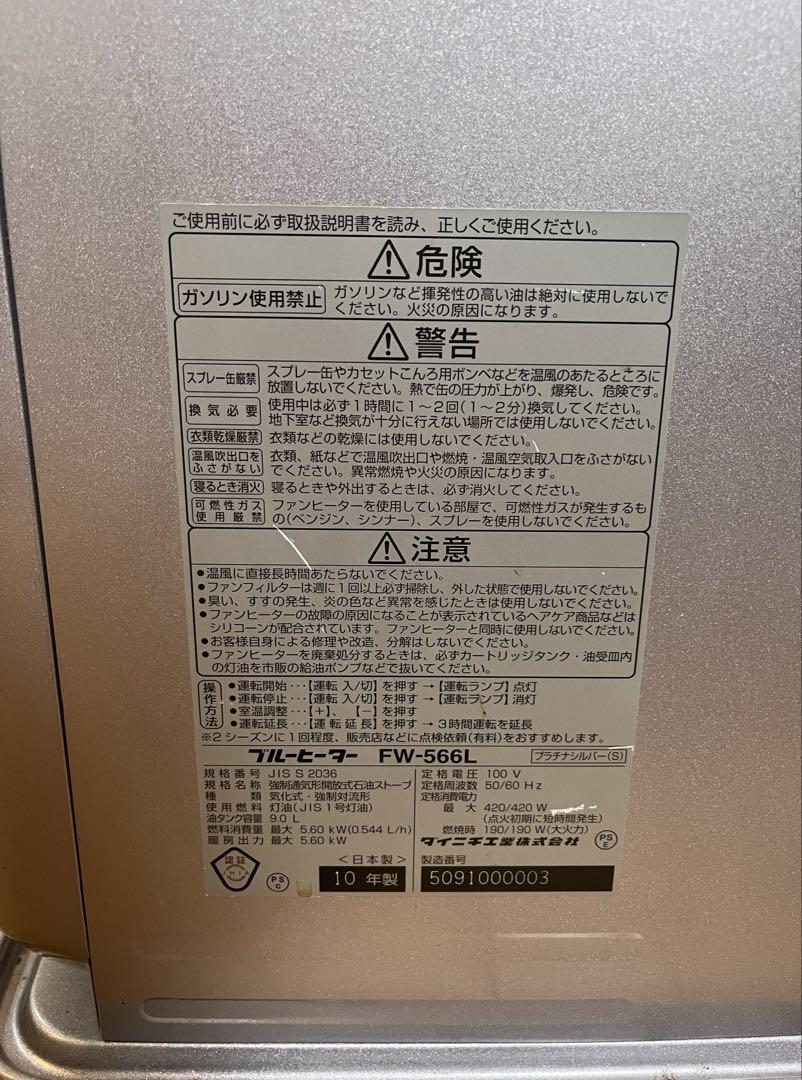 ご使用前に必ず取扱説明書を読み、正しくご使用ください。
危険
ガソリン使用禁止 ガソリンなど揮発性の高い油は絶対に使用しないで
ください。火災の原因になります。
警告
スプレー缶厳禁 スプレー缶やカセットこんろ用ボンベなどを温風のあたるところに
放置しないでください。熱で缶の圧力が上がり、爆発し、危険です。
換気必要 使用中は必ず1時間に1〜2回(1〜2分)換気してください。
地下室など換気が十分に行えない場所では使用しないでください。
衣類乾燥厳禁 衣類などの乾燥には使用しないでください。
温風吹出口を
ふさがない
衣類、紙などで温風吹出口や燃焼・温風空気取入口をふさがない
でください。異常燃焼や火災の原因になります。
寝るとき消火 寝るときや外出するときは、必ず消火してください。
可燃性ガス
使用厳禁
ファンヒーターを使用している部屋で、可燃性ガスが発生するも
の(ベンジン、シンナー)、スプレーを使用しないでください。
注意
●温風に直接長時間あたらないでください。
●ファンフィルターは週に1回以上必ず掃除し、外した状態で使用しないでください。
●臭い、すすの発生、炎の色など異常を感じたときは使用しないでください。
●ファンヒーターの故障の原因になることが表示されているヘアケア商品などは
シリコーンが配合されています。ファンヒーターと同時に使用しないでください。
●お客様自身による修理や改造、分解はしないでください。
●ファンヒーターを廃棄処分するときは、必ずカートリッジタンク・油受皿内
の灯油を市販の給油ポンプなどで抜いてください。
操作方法
●運転開始･･･【運転 入/切】を押す → 【運転ランプ】点灯
●運転停止･･･【運転 入/切】を押す → 【運転ランプ】消灯
●室温調整･･･【＋】、【－】を押す
●運転延長･･･【運転延長】を押す → 3時間運転を延長
※2シーズンに1回程度、販売店などに点検依頼(有料)をおすすめします。
ブルーヒーター FW-566L プラチナシルバー(S)
規格番号 JIS S 2036
規格名称 強制通気形開放式石油ストーブ
種類 気化式・強制対流形
使用燃料 灯油(JIS1号灯油)
油タンク容量 9.0 L
燃料消費量 最大 5.60 kW(0.544 L/h)
暖房出力 最大 5.60 kW
定格電圧 100 V
定格周波数 50/60 Hz
定格消費電力
最大 420/420 W
(点火初期に短時間発生)
燃焼時 190/190 W(大火力)
ダイニチ工業株式会社
PS
E
認証
JHIA
PS
C
＜日本製＞
10 年製
製造番号
5091000003